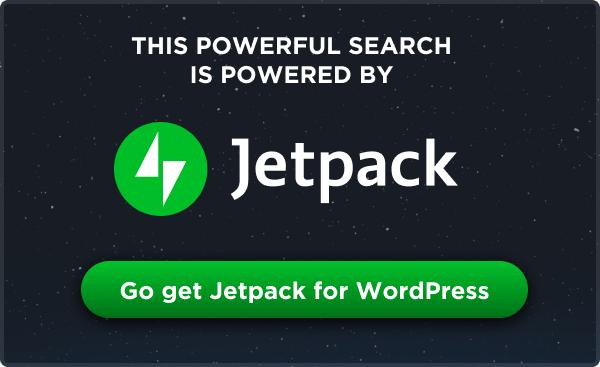 THIS POWERFUL SEARCH
IS POWERED BY
Jetpack
Go get Jetpack for WordPress